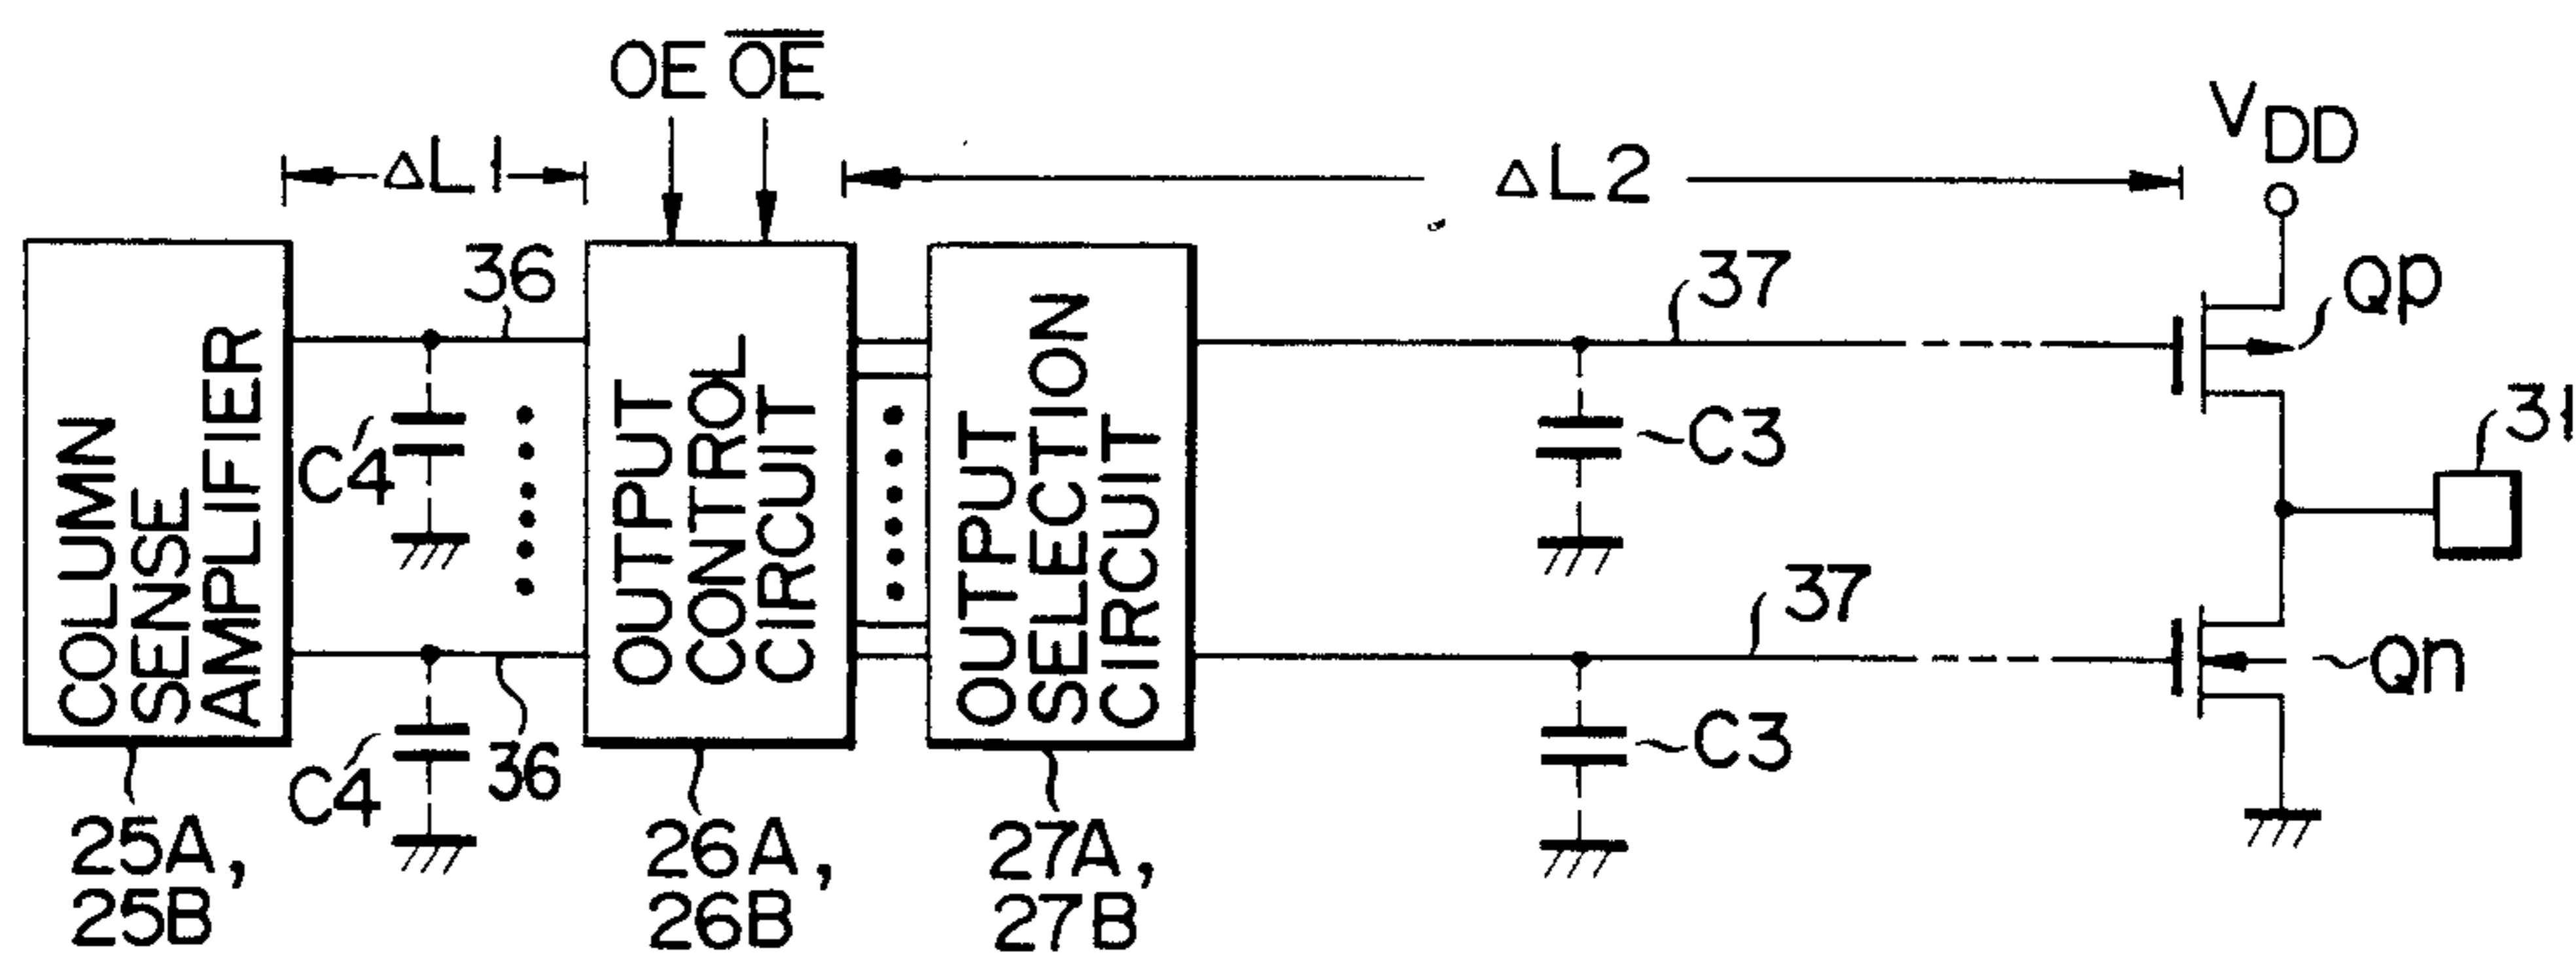 OE O̅E̅
ΔL1
ΔL2
VDD
36
37
Qp
C4
C3
31
COLUMN
SENSE
AMPLIFIER
OUTPUT
CONTROL
CIRCUIT
OUTPUT
SELECTION
CIRCUIT
37
Qn
C4
36
C3
25A,
25B
26A,
26B
27A,
27B